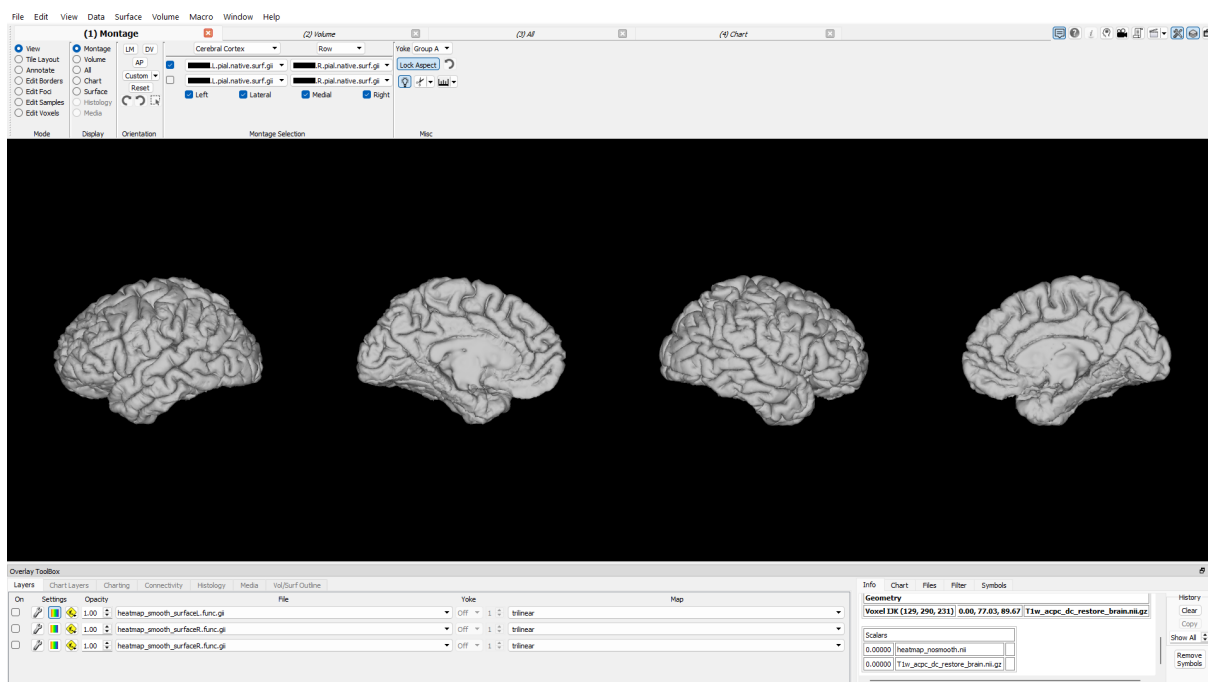 File Edit View Data Surface Volume Macro Window Help
(1) Montage (2) Volume (3) All (4) Chart
View Montage LM DV Cerebral Cortex Row Yoke Group A
Tile Layout Volume AP .L.pial.native.surf.gii .R.pial.native.surf.gii Lock Aspect
Annotate All Custom
Edit Borders Chart Reset .L.pial.native.surf.gii .R.pial.native.surf.gii
Edit Foci Surface Left Lateral Medial Right
Edit Samples Histology
Edit Voxels Media
Mode Display Orientation Montage Selection Misc
Overlay ToolBox
Layers Chart Layers Charting Connectivity Histology Media Vol/Surf Outline
On Settings Opacity File Yoke Map
1.00 heatmap_smooth_surfaceL.func.gii Off 1 trilinear
1.00 heatmap_smooth_surfaceR.func.gii Off 1 trilinear
1.00 heatmap_smooth_surfaceR.func.gii Off 1 trilinear
Info Chart Files Filter Symbols
Geometry
Voxel IJK (129, 290, 231) 0.00, 77.03, 89.67 T1w_acpc_dc_restore_brain.nii.gz
Scalars
0.00000 heatmap_nosmooth.nii
0.00000 T1w_acpc_dc_restore_brain.nii.gz
History
Clear
Copy
Show All
Remove
Symbols